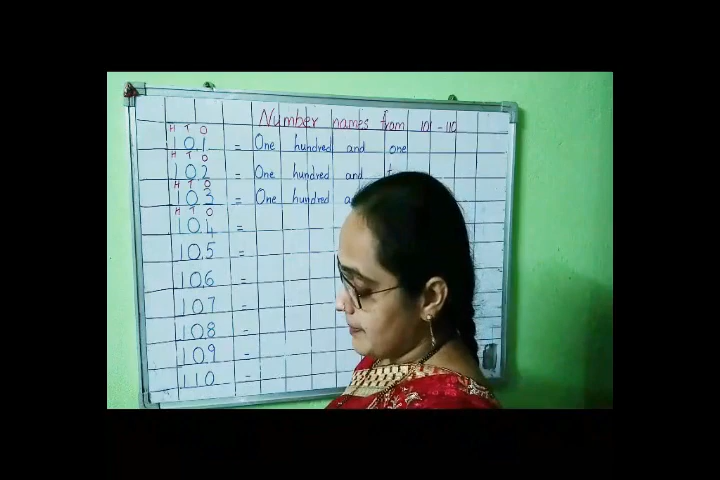 Number names from 101 - 110
H T O
101 = One hundred and one
H T O
102 = One hundred and
H T O
103 = One hundred
H T O
104 =
105 =
106 =
107 =
108 =
109 =
110 =